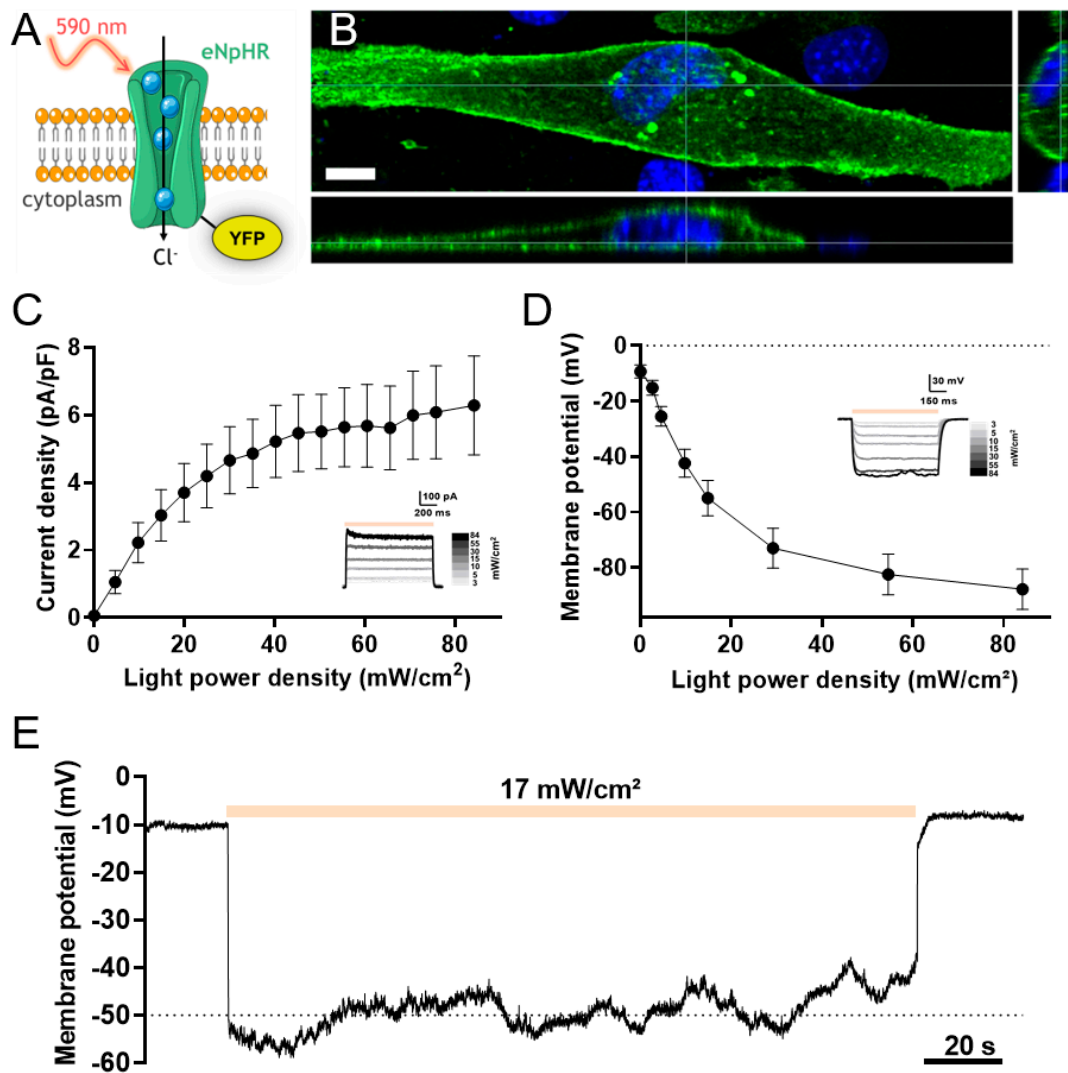 A
590 nm
eNpHR
cytoplasm
YFP
Cl-
B
C
Current density (pA/pF)
8
6
4
2
0
0 20 40 60 80
Light power density (mW/cm²)
100 pA
200 ms
84
55
30
15
10
5
3
mW/cm²
D
Membrane potential (mV)
0
-20
-40
-60
-80
0 20 40 60 80
Light power density (mW/cm²)
30 mV
150 ms
3
5
10
15
30
55
84
mW/cm²
E
Membrane potential (mV)
0
-10
-20
-30
-40
-50
-60
17 mW/cm²
20 s